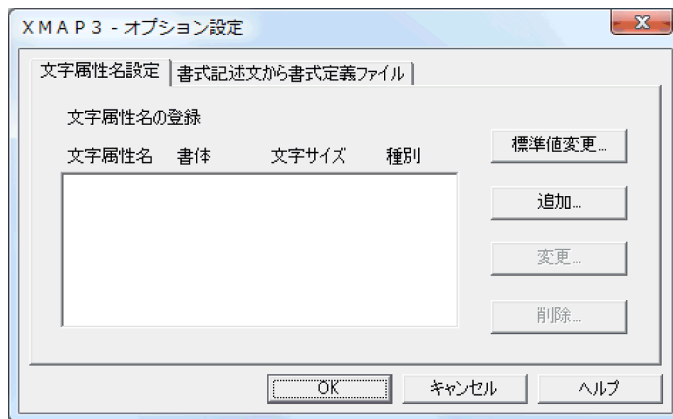 ＸＭＡＰ３－オプション設定
文字属性名設定 書式記述文から書式定義ファイル
文字属性名の登録
文字属性名 書体 文字サイズ 種別
標準値変更...
追加...
変更...
削除...
OK キャンセル ヘルプ